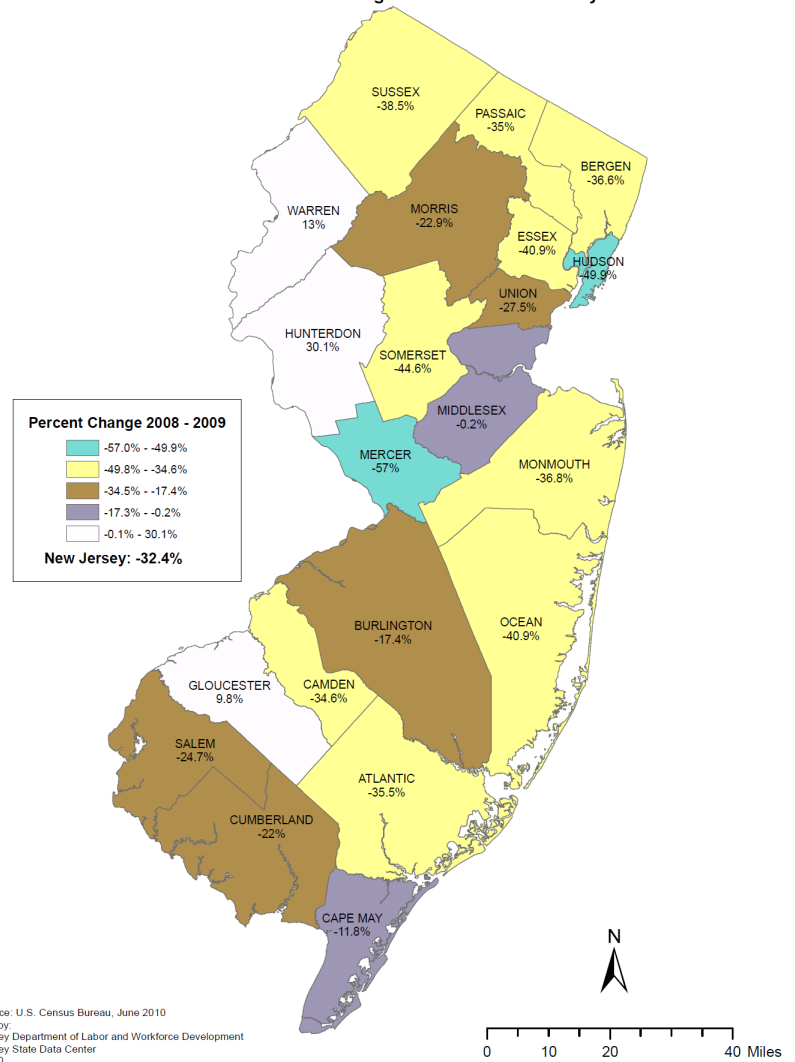 SUSSEX
-38.5%
PASSAIC
-35%
BERGEN
-36.6%
WARREN
13%
MORRIS
-22.9%
ESSEX
-40.9%
HUDSON
-49.9%
UNION
-27.5%
HUNTERDON
30.1%
SOMERSET
-44.6%
MIDDLESEX
-0.2%
MERCER
-57%
MONMOUTH
-36.8%
Percent Change 2008 - 2009
-57.0% - -49.9%
-49.8% - -34.6%
-34.5% - -17.4%
-17.3% - -0.2%
-0.1% - 30.1%
New Jersey: -32.4%
BURLINGTON
-17.4%
OCEAN
-40.9%
CAMDEN
-34.6%
GLOUCESTER
9.8%
SALEM
-24.7%
ATLANTIC
-35.5%
CUMBERLAND
-22%
CAPE MAY
-11.8%
N
ce: U.S. Census Bureau, June 2010
by:
ey Department of Labor and Workforce Development
ey State Data Center
0 10 20 40 Miles